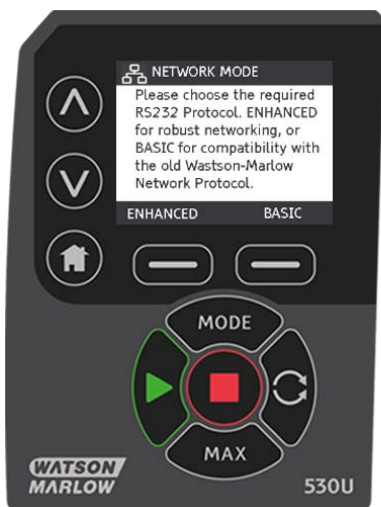 NETWORK MODE
Please choose the required
RS232 Protocol. ENHANCED
for robust networking, or
BASIC for compatibility with
the old Wastson-Marlow
Network Protocol.
ENHANCED BASIC
MODE
MAX
WATSON
MARLOW
530U